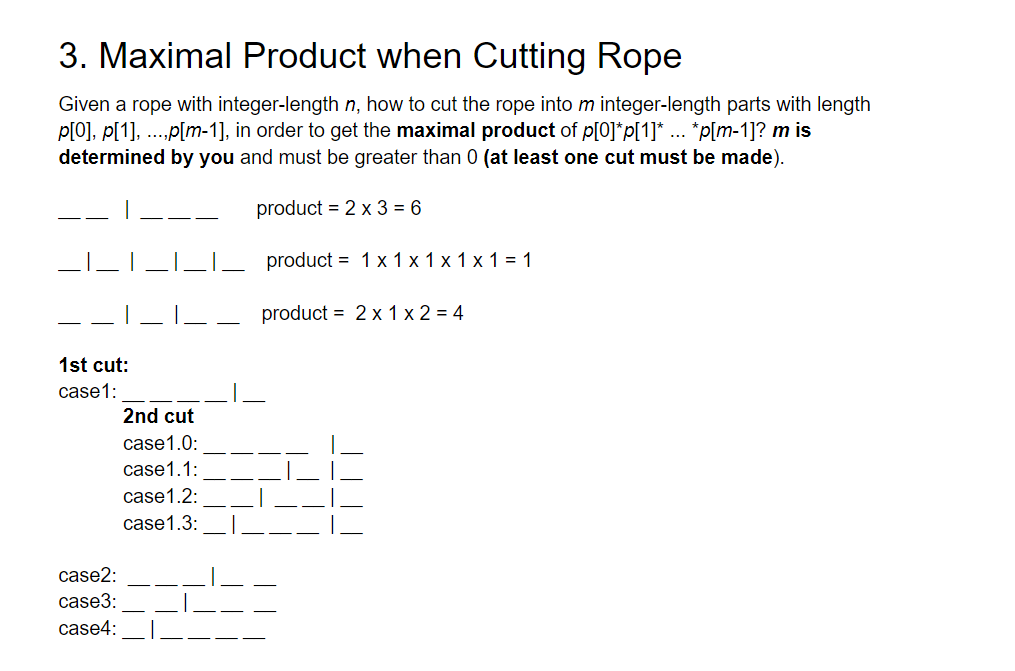 3. Maximal Product when Cutting Rope
Given a rope with integer-length n, how to cut the rope into m integer-length parts with length
p[0], p[1], ...,p[m-1], in order to get the maximal product of p[0]*p[1]* ... *p[m-1]? m is
determined by you and must be greater than 0 (at least one cut must be made).
__ __ | __ __ __ product = 2 x 3 = 6
__|__ | __|__|__ product = 1 x 1 x 1 x 1 x 1 = 1
__ __ | __ |__ __ product = 2 x 1 x 2 = 4
1st cut:
case1: __ __ __ __|__
2nd cut
case1.0: __ __ __ __ |__
case1.1: __ __ __|__ |__
case1.2: __ __| __ __|__
case1.3: __|__ __ __ |__
case2: __ __ __|__ __
case3: __ __|__ __ __
case4: __|__ __ __ __